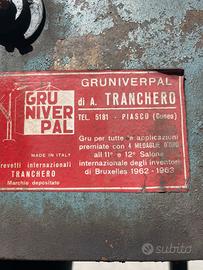 GRUNIVERPAL
di A. TRANCHERO
TEL. 5181 - PIASCO (Cuneo)
GRU
NIVER
PAL
MADE IN ITALY
brevetti internazionali
TRANCHERO
Marchio depositato
Gru per tutte le applicazioni
premiate con 4 MEDAGLIE D'ORO
all'11° e 12° Salone
internazionale degli inventori
di Bruxelles 1962 - 1963
subito